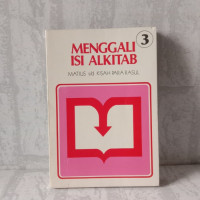 3
MENGGALI
ISI ALKITAB
MATIUS s/d KISAH PARA RASUL